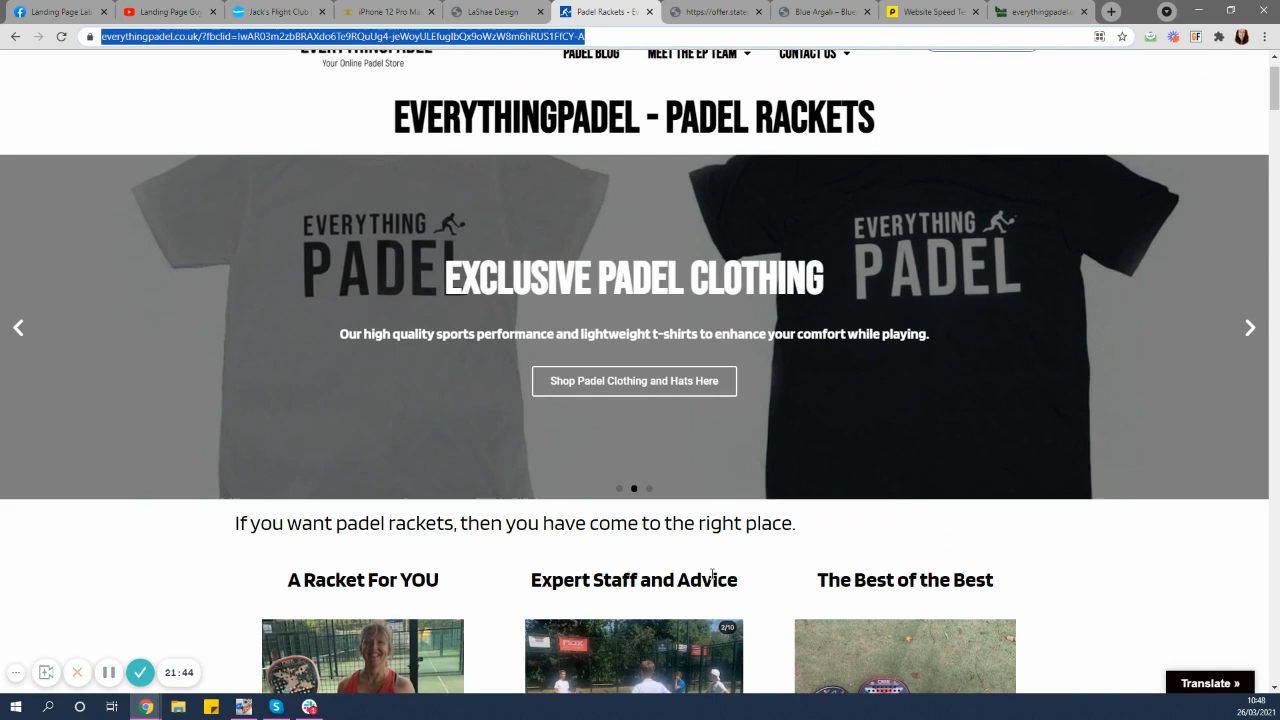 Landing Page Lab
Landing Page Guy
Jack's Flight Club
iPhone 12 Pro Ma
LaShae Design
Padel Rackets - Ev
https://offer.state
Blue Argali – Blue
Website Speed Te
everythingpadel.c
everythingpadel.co.uk/?fbclid=IwAR03m2zbBRAXdo6Te9RQuUg4-jeWoyULEfugIbQx9oWzW8m6hRUS1FfCY-A
EVERYTHINGPADEL
Your Online Padel Store
PADEL BLOG
MEET THE EP TEAM
CONTACT US
EVERYTHINGPADEL - PADEL RACKETS
EVERYTHING
PADEL
EVERYTHING
PADEL
EXCLUSIVE PADEL CLOTHING
Our high quality sports performance and lightweight t-shirts to enhance your comfort while playing.
Shop Padel Clothing and Hats Here
If you want padel rackets, then you have come to the right place.
A Racket For YOU
Expert Staff and Advice
The Best of the Best
2/10
21:44
Translate »
10:48
26/03/2021